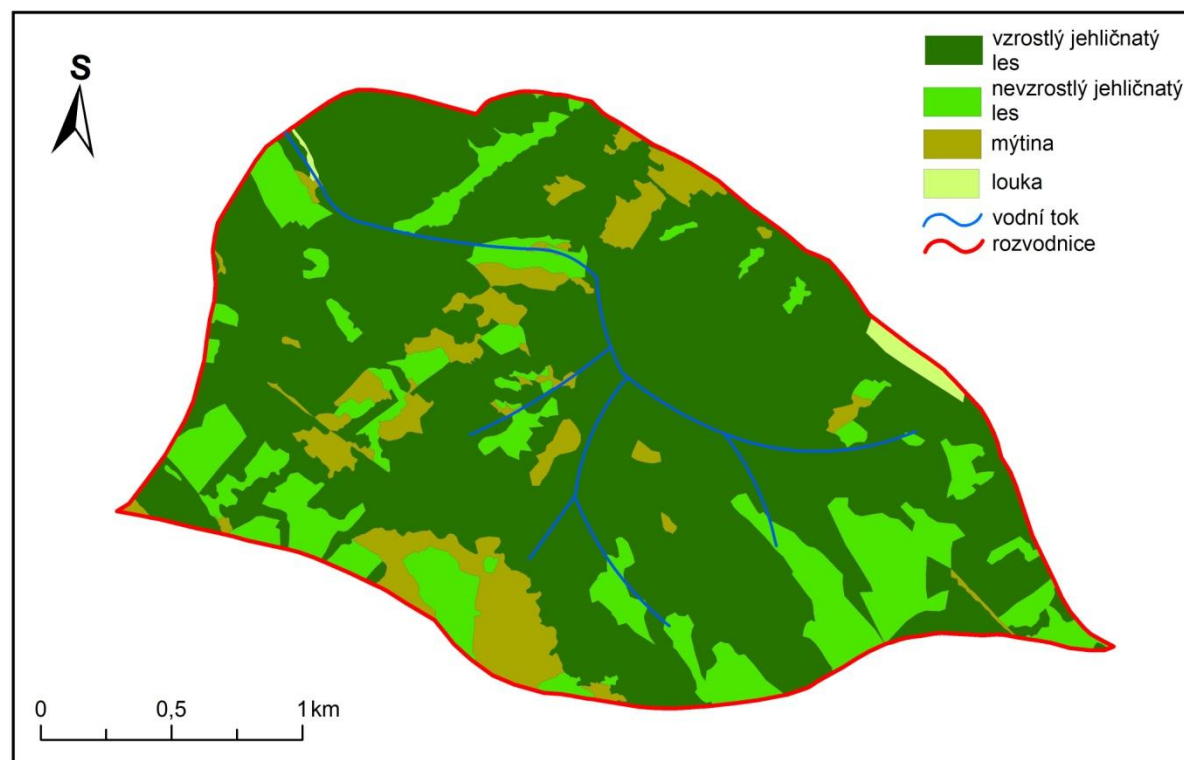 S
vzrostlý jehličnatý
les
nevzrostlý jehličnatý
les
mýtina
louka
vodní tok
rozvodnice
0 0,5 1 km